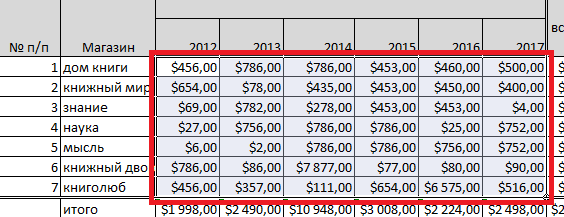 № п/п Магазин 2012 2013 2014 2015 2016 2017 вс
1 дом книги $456,00 $786,00 $786,00 $453,00 $460,00 $500,00 $
2 книжный мир $654,00 $78,00 $435,00 $453,00 $450,00 $400,00 $
3 знание $69,00 $782,00 $278,00 $453,00 $453,00 $4,00 $
4 наука $27,00 $756,00 $786,00 $786,00 $25,00 $752,00 $
5 мысль $6,00 $2,00 $786,00 $786,00 $756,00 $752,00 $
6 книжный дво $786,00 $86,00 $7 877,00 $77,00 $80,00 $90,00 $
7 книголюб $456,00 $357,00 $111,00 $654,00 $6 575,00 $516,00 $
итого $1 998,00 $2 490,00 $10 948,00 $3 008,00 $2 224,00 $2 498,00 $2